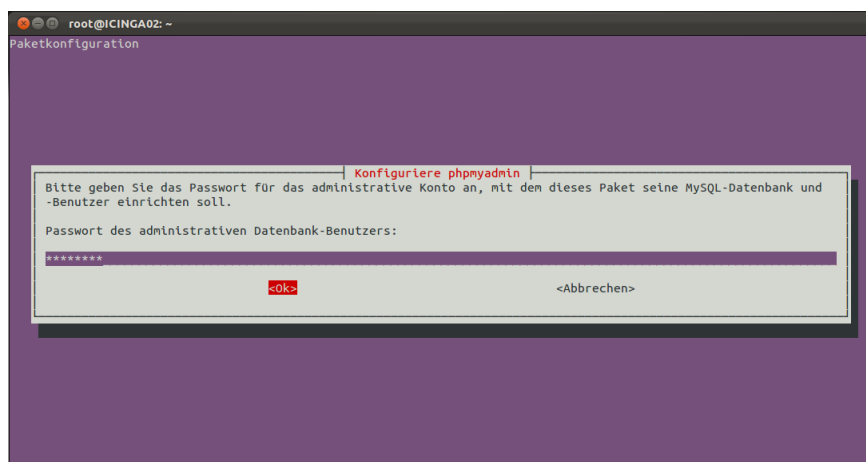 root@ICINGA02: ~
Paketkonfiguration
Konfiguriere phpmyadmin
Bitte geben Sie das Passwort für das administrative Konto an, mit dem dieses Paket seine MySQL-Datenbank und
-Benutzer einrichten soll.
Passwort des administrativen Datenbank-Benutzers:
********
<Ok> <Abbrechen>